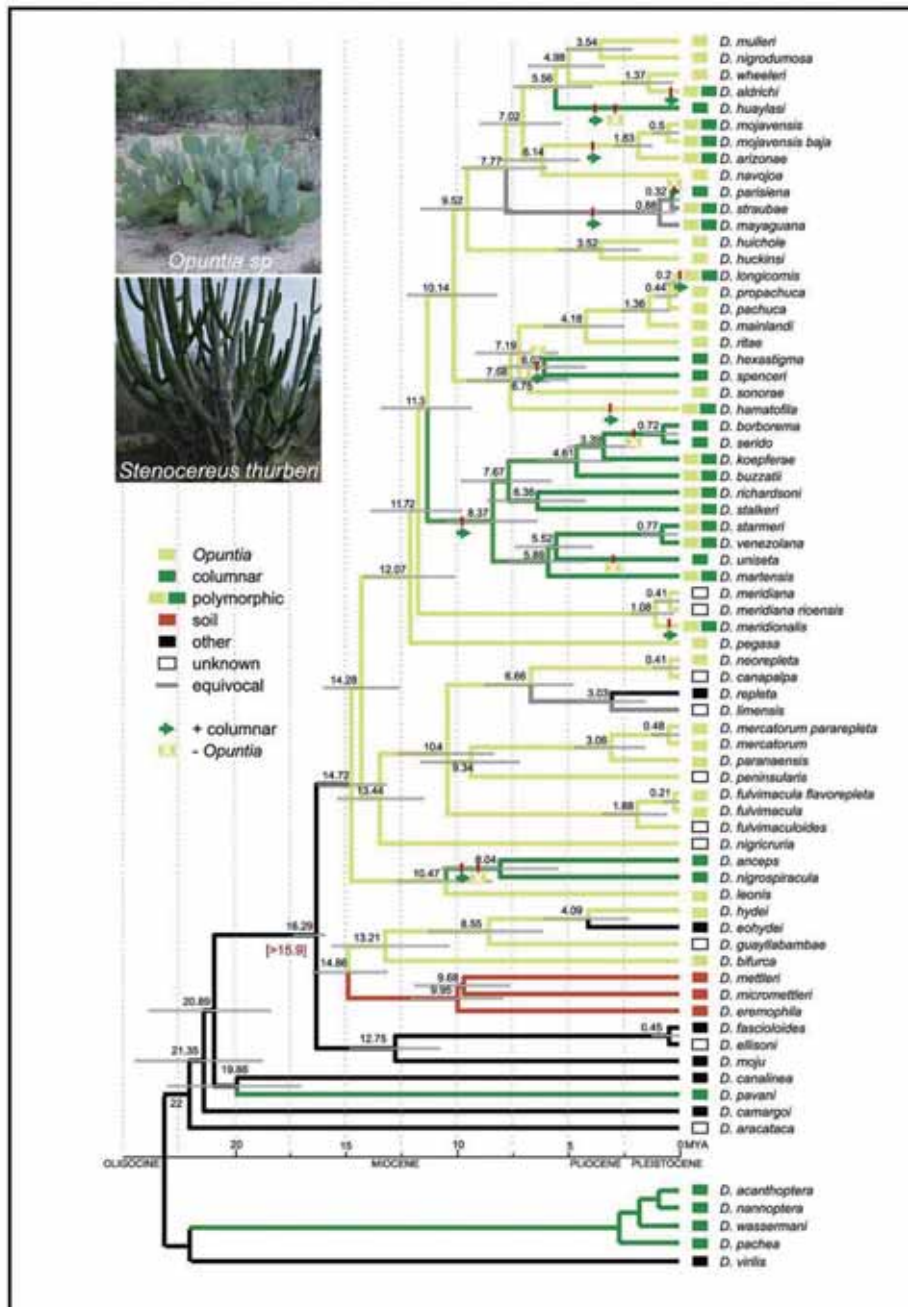 Opuntia sp
Stenocereus thurberi
Opuntia
columnar
polymorphic
soil
other
unknown
equivocal
+ columnar
- Opuntia
D. mulleri
D. nigrodumosa
D. wheeleri
D. aldrichi
D. huaylasi
D. mojavensis
D. mojavensis baja
D. arizonae
D. navojoa
D. parisiena
D. straubae
D. mayaguana
D. huichole
D. huckinsi
D. longicornis
D. propachuca
D. pachuca
D. mainlandi
D. ritae
D. hexastigma
D. spenceri
D. sonorae
D. hamatofila
D. borborema
D. serido
D. koepferae
D. buzzatii
D. richardsoni
D. stalkeri
D. starmeri
D. venezolana
D. uniseta
D. martensis
D. meridiana
D. meridiana rioensis
D. meridionalis
D. pegasa
D. neorepleta
D. canapalpa
D. repleta
D. limensis
D. mercatorum pararepleta
D. mercatorum
D. paranaensis
D. peninsularis
D. fulvimacula flavorepleta
D. fulvimacula
D. fulvimaculoides
D. nigricruria
D. anceps
D. nigrospiracula
D. leonis
D. hydei
D. eohydei
D. guayllabambae
D. bifurca
D. mettleri
D. micromettleri
D. eremophila
D. fascioloides
D. ellisoni
D. moju
D. canalinea
D. pavani
D. camargoi
D. aracataca
D. acanthoptera
D. nannoptera
D. wassermani
D. pachea
D. virilis
3.54
4.98
5.56
1.37
7.02
0.5
1.83
6.14
7.77
0.32
0.88
9.52
3.52
0.2
0.44
1.36
10.14
4.18
7.19
7.68
6.75
11.3
0.72
3.39
4.61
7.67
6.36
11.72
8.37
0.77
5.52
5.89
12.07
0.41
1.08
0.41
6.66
14.28
3.03
0.48
10.4
3.06
9.34
14.72
13.44
0.21
1.88
8.04
10.47
4.09
8.55
16.29
13.21
[>15.9]
14.86
9.68
9.95
20.89
0.45
12.75
21.35
19.86
22
20 15 10 5 0 MYA
OLIGOCINE MIOCENE PLIOCENE PLEISTOCENE